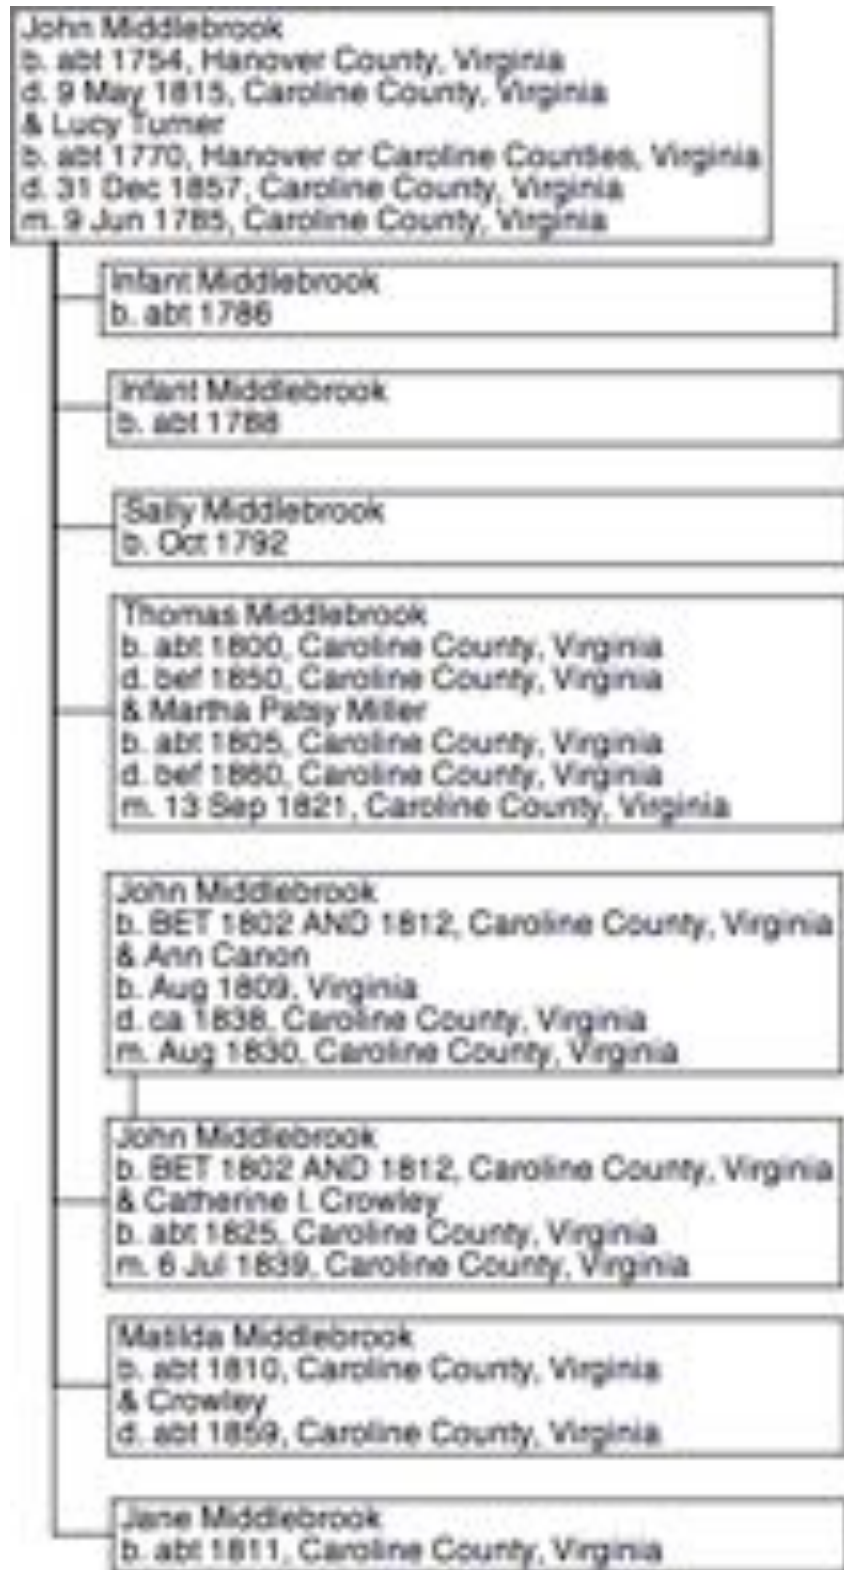 John Middlebrook
b. abt 1754, Hanover County, Virginia
d. 9 May 1815, Caroline County, Virginia
& Lucy Turner
b. abt 1770, Hanover or Caroline Counties, Virginia
d. 31 Dec 1857, Caroline County, Virginia
m. 9 Jun 1785, Caroline County, Virginia
Infant Middlebrook
b. abt 1786
Infant Middlebrook
b. abt 1788
Sally Middlebrook
b. Oct 1792
Thomas Middlebrook
b. abt 1800, Caroline County, Virginia
d. bef 1850, Caroline County, Virginia
& Martha Patsy Miller
b. abt 1805, Caroline County, Virginia
d. bef 1860, Caroline County, Virginia
m. 13 Sep 1821, Caroline County, Virginia
John Middlebrook
b. BET 1802 AND 1812, Caroline County, Virginia
& Ann Canon
b. Aug 1809, Virginia
d. ca 1838, Caroline County, Virginia
m. Aug 1830, Caroline County, Virginia
John Middlebrook
b. BET 1802 AND 1812, Caroline County, Virginia
& Catherine I. Crowley
b. abt 1825, Caroline County, Virginia
m. 6 Jul 1839, Caroline County, Virginia
Matilda Middlebrook
b. abt 1810, Caroline County, Virginia
& Crowley
d. abt 1859, Caroline County, Virginia
Jane Middlebrook
b. abt 1811, Caroline County, Virginia